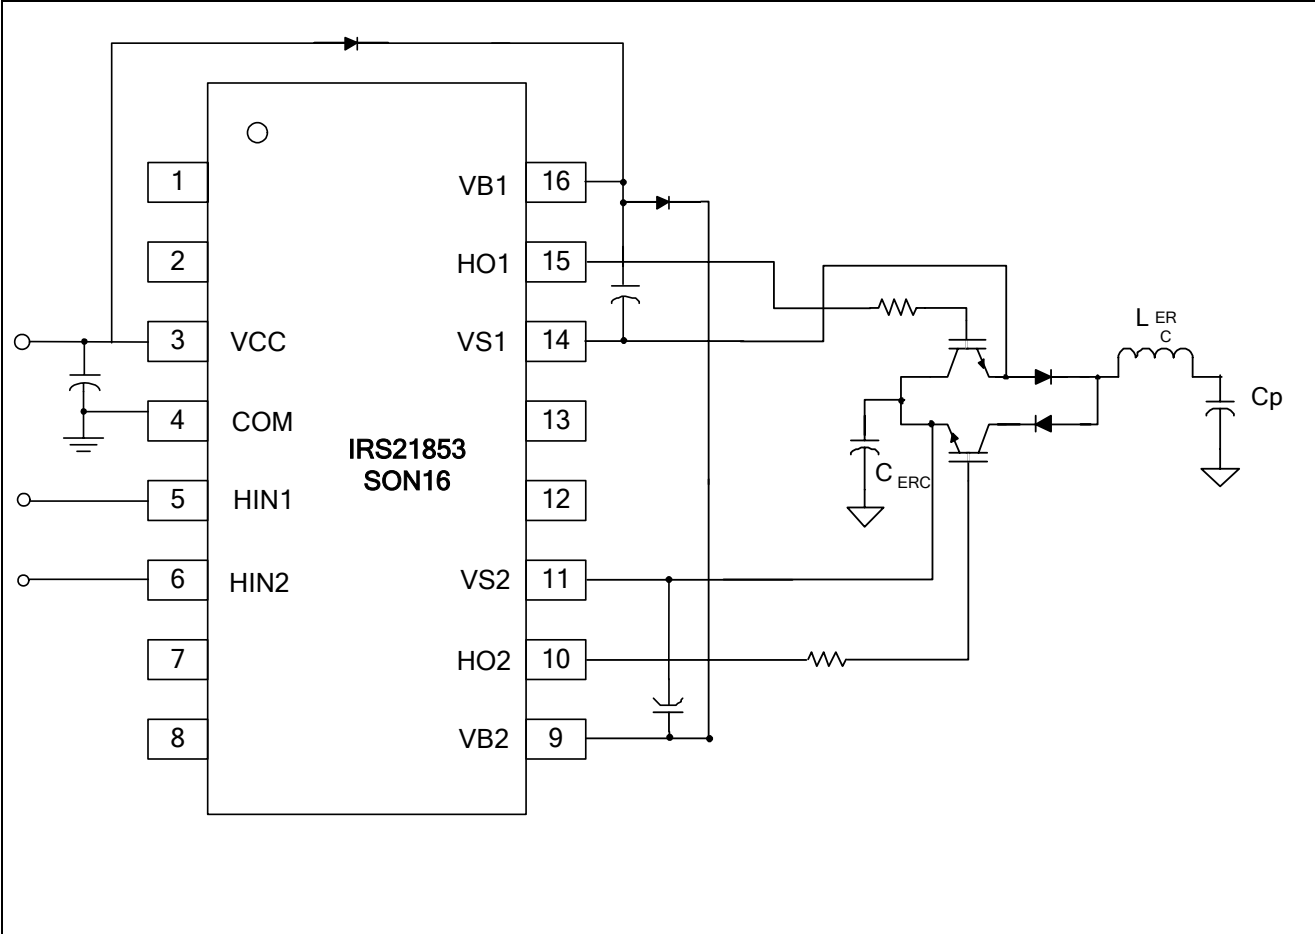 1
VB1 16
2
HO1 15
3 VCC
VS1 14
4 COM
13
IRS21853
SON16
5 HIN1
12
6 HIN2
VS2 11
7
HO2 10
8
VB2 9
L ER
C
Cp
C ERC